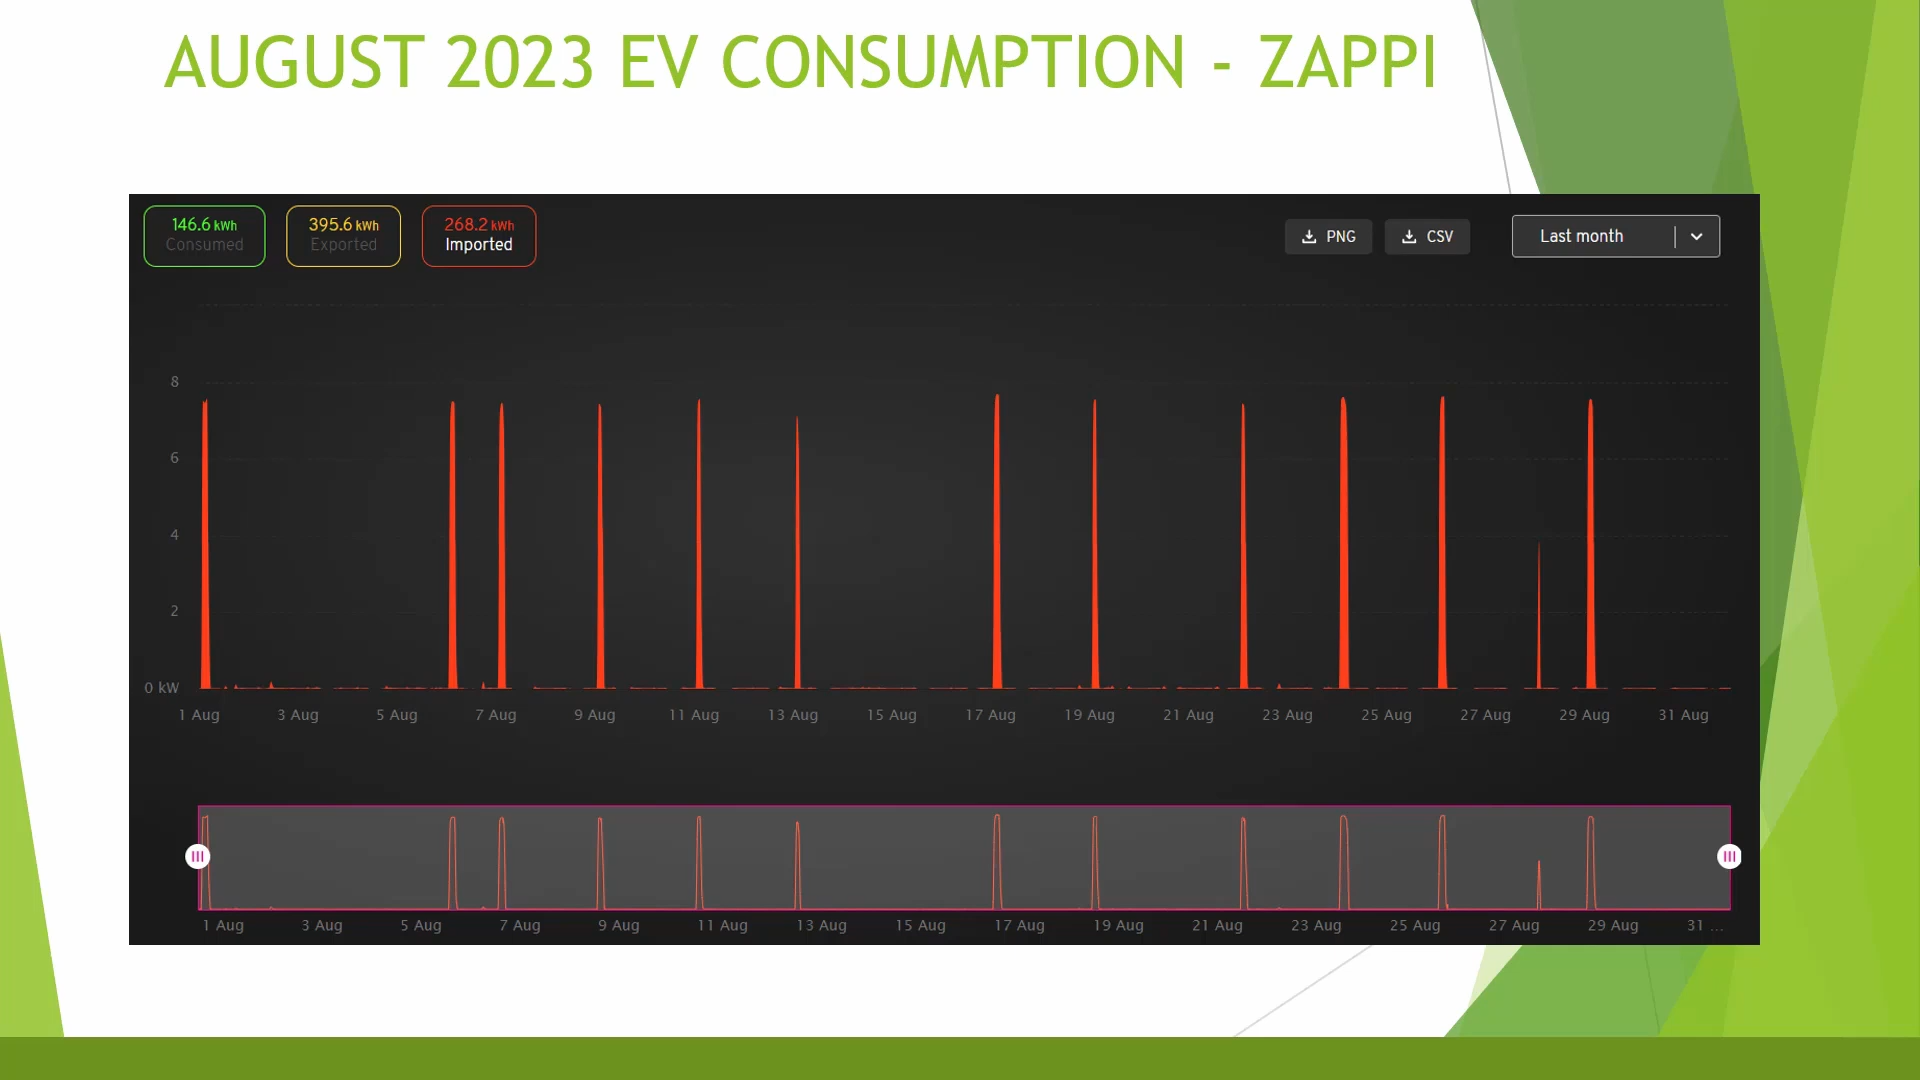 AUGUST 2023 EV CONSUMPTION - ZAPPI
146.6 kWh
Consumed
395.6 kWh
Exported
268.2 kWh
Imported
PNG
CSV
Last month
8
6
4
2
0 kW
1 Aug 3 Aug 5 Aug 7 Aug 9 Aug 11 Aug 13 Aug 15 Aug 17 Aug 19 Aug 21 Aug 23 Aug 25 Aug 27 Aug 29 Aug 31 Aug
1 Aug 3 Aug 5 Aug 7 Aug 9 Aug 11 Aug 13 Aug 15 Aug 17 Aug 19 Aug 21 Aug 23 Aug 25 Aug 27 Aug 29 Aug 31 ...